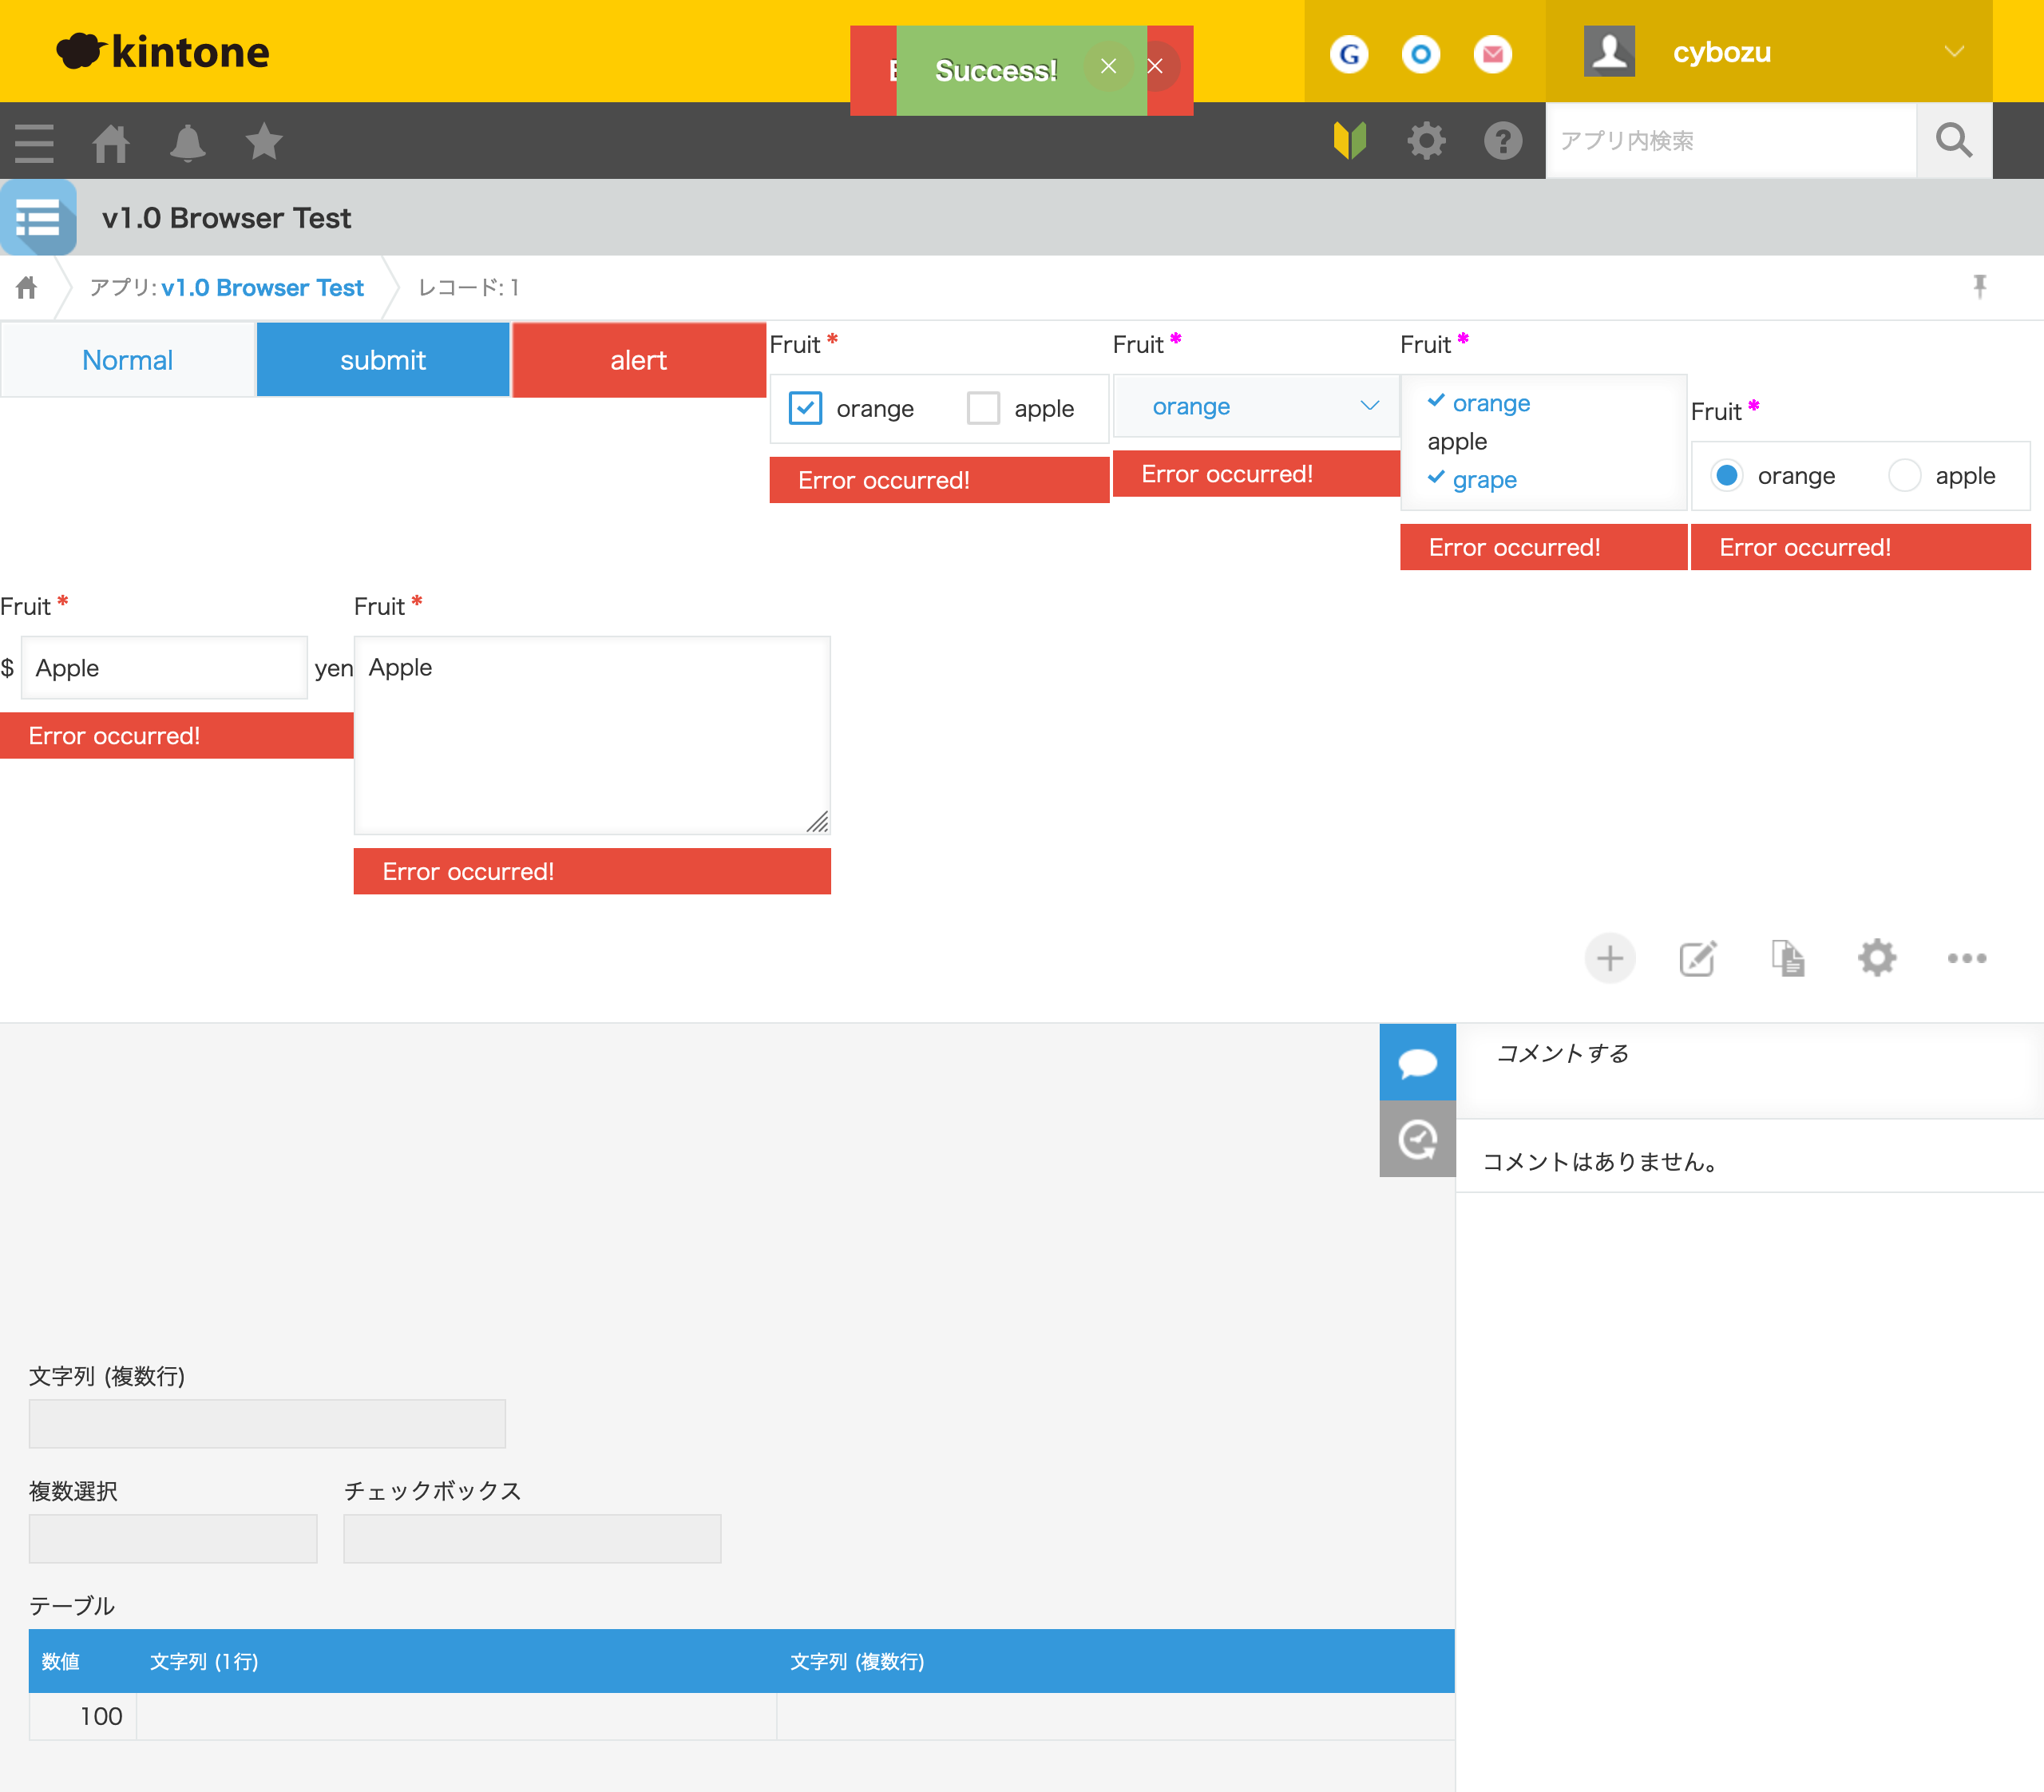 kintone
Success!
G
cybozu
?
アプリ内検索
v1.0 Browser Test
アプリ: v1.0 Browser Test
レコード: 1
Normal
submit
alert
Fruit *
orange
apple
Error occurred!
Fruit *
orange
Error occurred!
Fruit *
orange
apple
grape
Error occurred!
Fruit *
orange
apple
Error occurred!
Fruit *
$ Apple yen
Error occurred!
Fruit *
Apple
Error occurred!
コメントする
コメントはありません。
文字列 (複数行)
複数選択
チェックボックス
テーブル
数値
文字列 (1行)
文字列 (複数行)
100